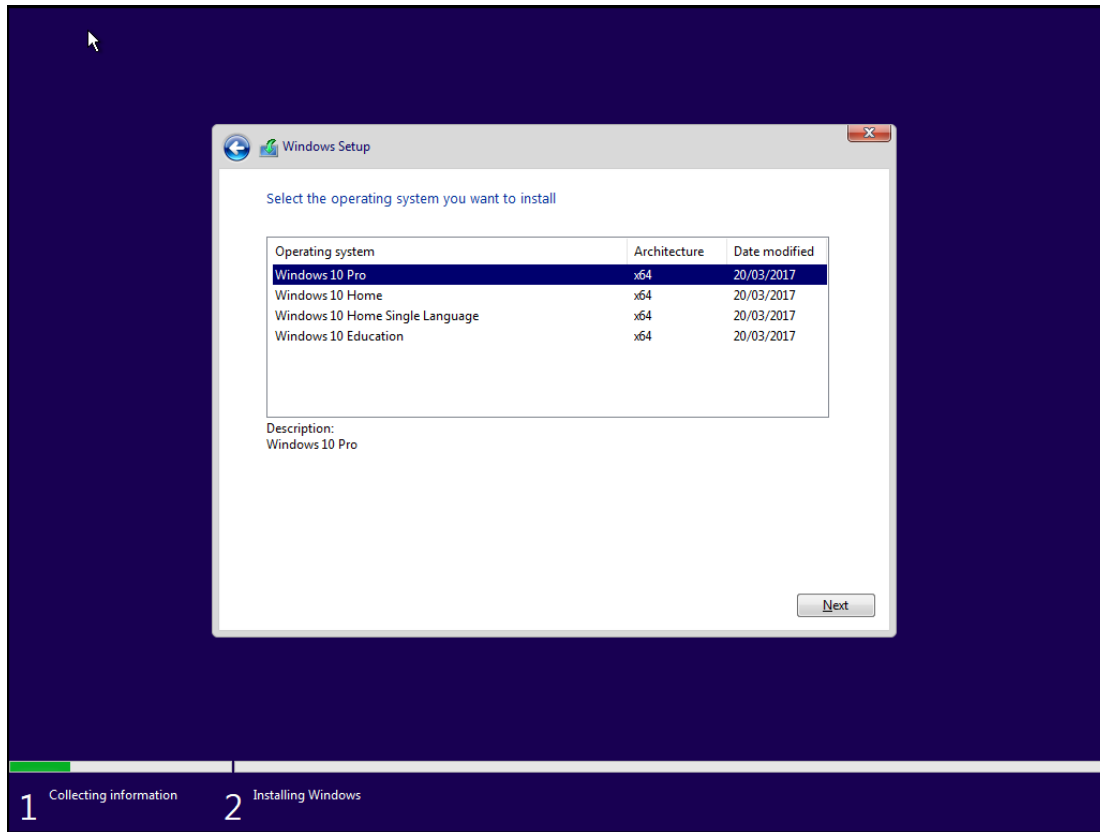 Windows Setup
X
Select the operating system you want to install
Operating system Architecture Date modified
Windows 10 Pro x64 20/03/2017
Windows 10 Home x64 20/03/2017
Windows 10 Home Single Language x64 20/03/2017
Windows 10 Education x64 20/03/2017
Description:
Windows 10 Pro
Next
1 Collecting information 2 Installing Windows